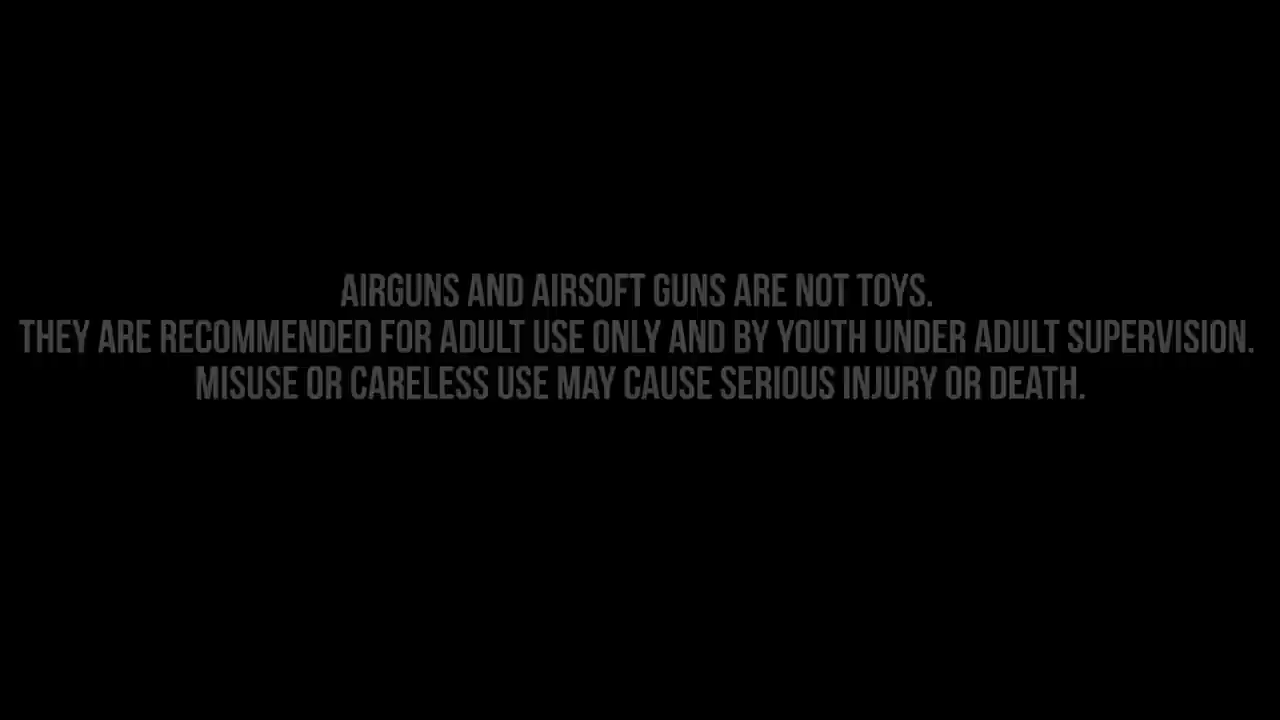 AIRGUNS AND AIRSOFT GUNS ARE NOT TOYS.
THEY ARE RECOMMENDED FOR ADULT USE ONLY AND BY YOUTH UNDER ADULT SUPERVISION.
MISUSE OR CARELESS USE MAY CAUSE SERIOUS INJURY OR DEATH.